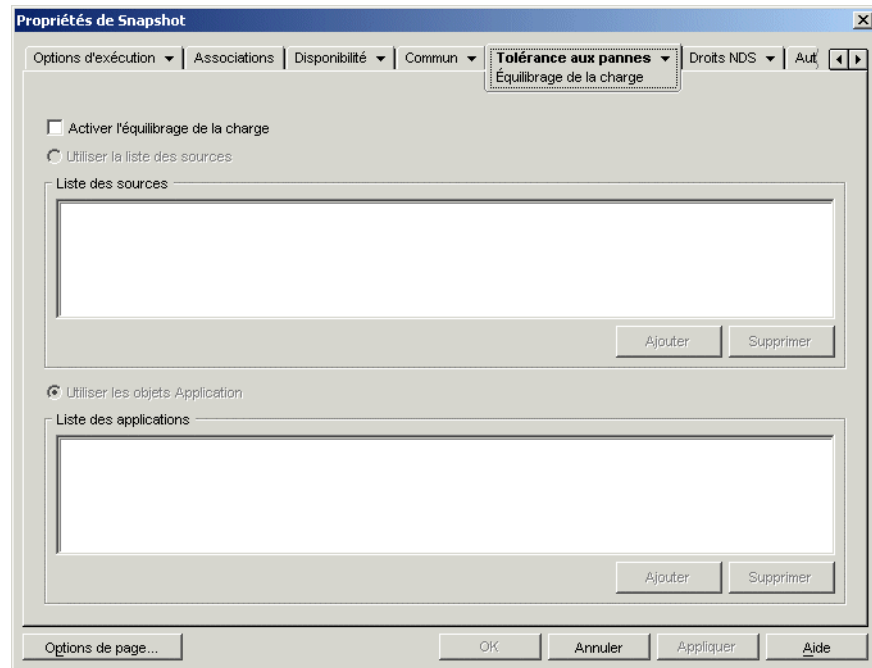 Propriétés de Snapshot
Options d'exécution Associations Disponibilité Commun Tolérance aux pannes Droits NDS Aut
Équilibrage de la charge
Activer l'équilibrage de la charge
Utiliser la liste des sources
Liste des sources
Ajouter Supprimer
Utiliser les objets Application
Liste des applications
Ajouter Supprimer
Options de page... OK Annuler Appliquer Aide